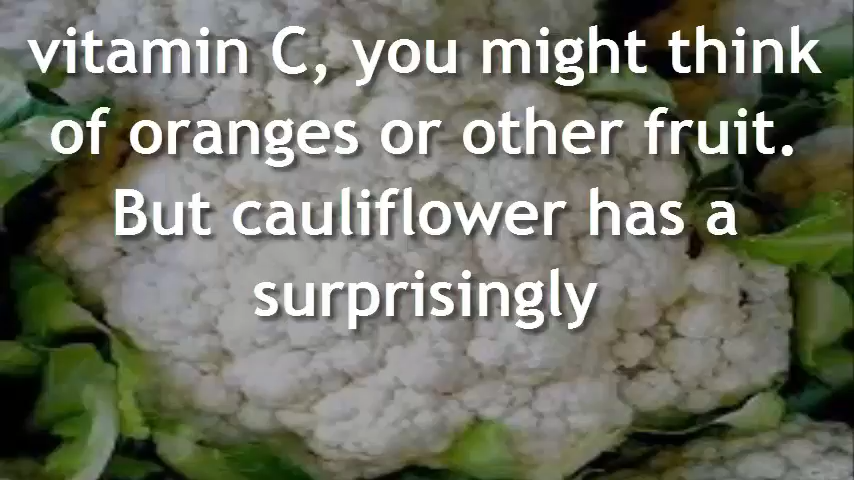 vitamin C, you might think
of oranges or other fruit.
But cauliflower has a
surprisingly